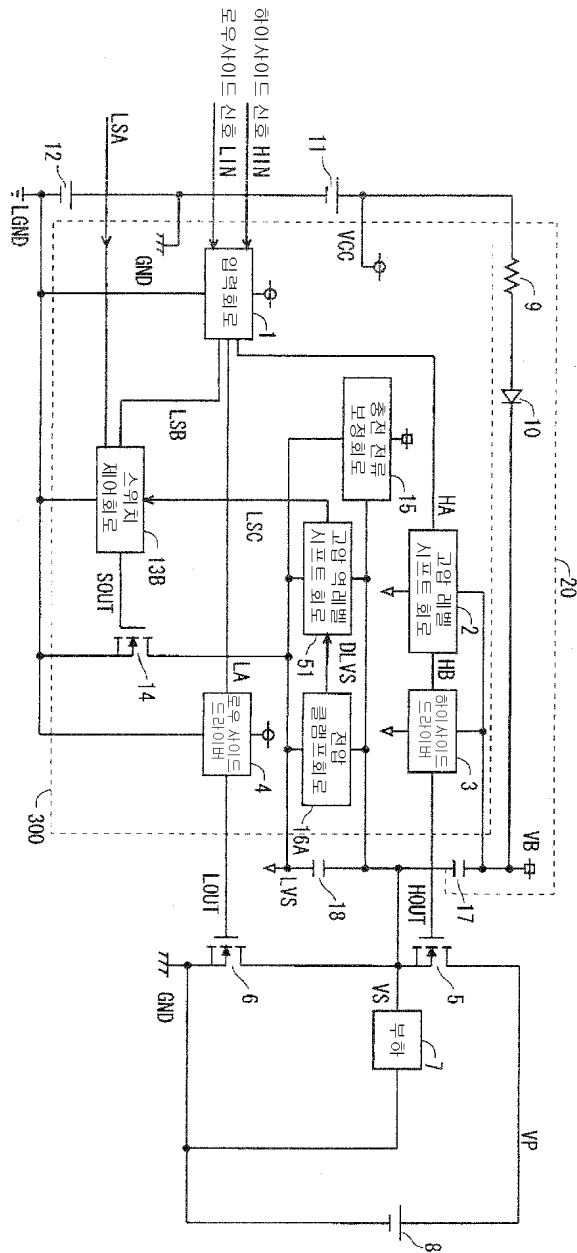 20
9
10
VB
11
VCC
HA
HB
고압 레벨
시프트 회로
2
하이사이드
드라이버
3
HOUT
17
5
VP
하이사이드 신호 HIN
로우사이드 신호 LIN
GND
입력회로
1
충전 전류
보정회로
15
고압 역레벨
시프트 회로
51
DLVS
전압
클램프회로
16A
18
LVS
VS
부하
7
8
LSA
12
LGND
LSB
LSC
스위치
제어회로
13B
SOUT
14
LA
로우 사이드
드라이버
4
LOUT
6
GND
300